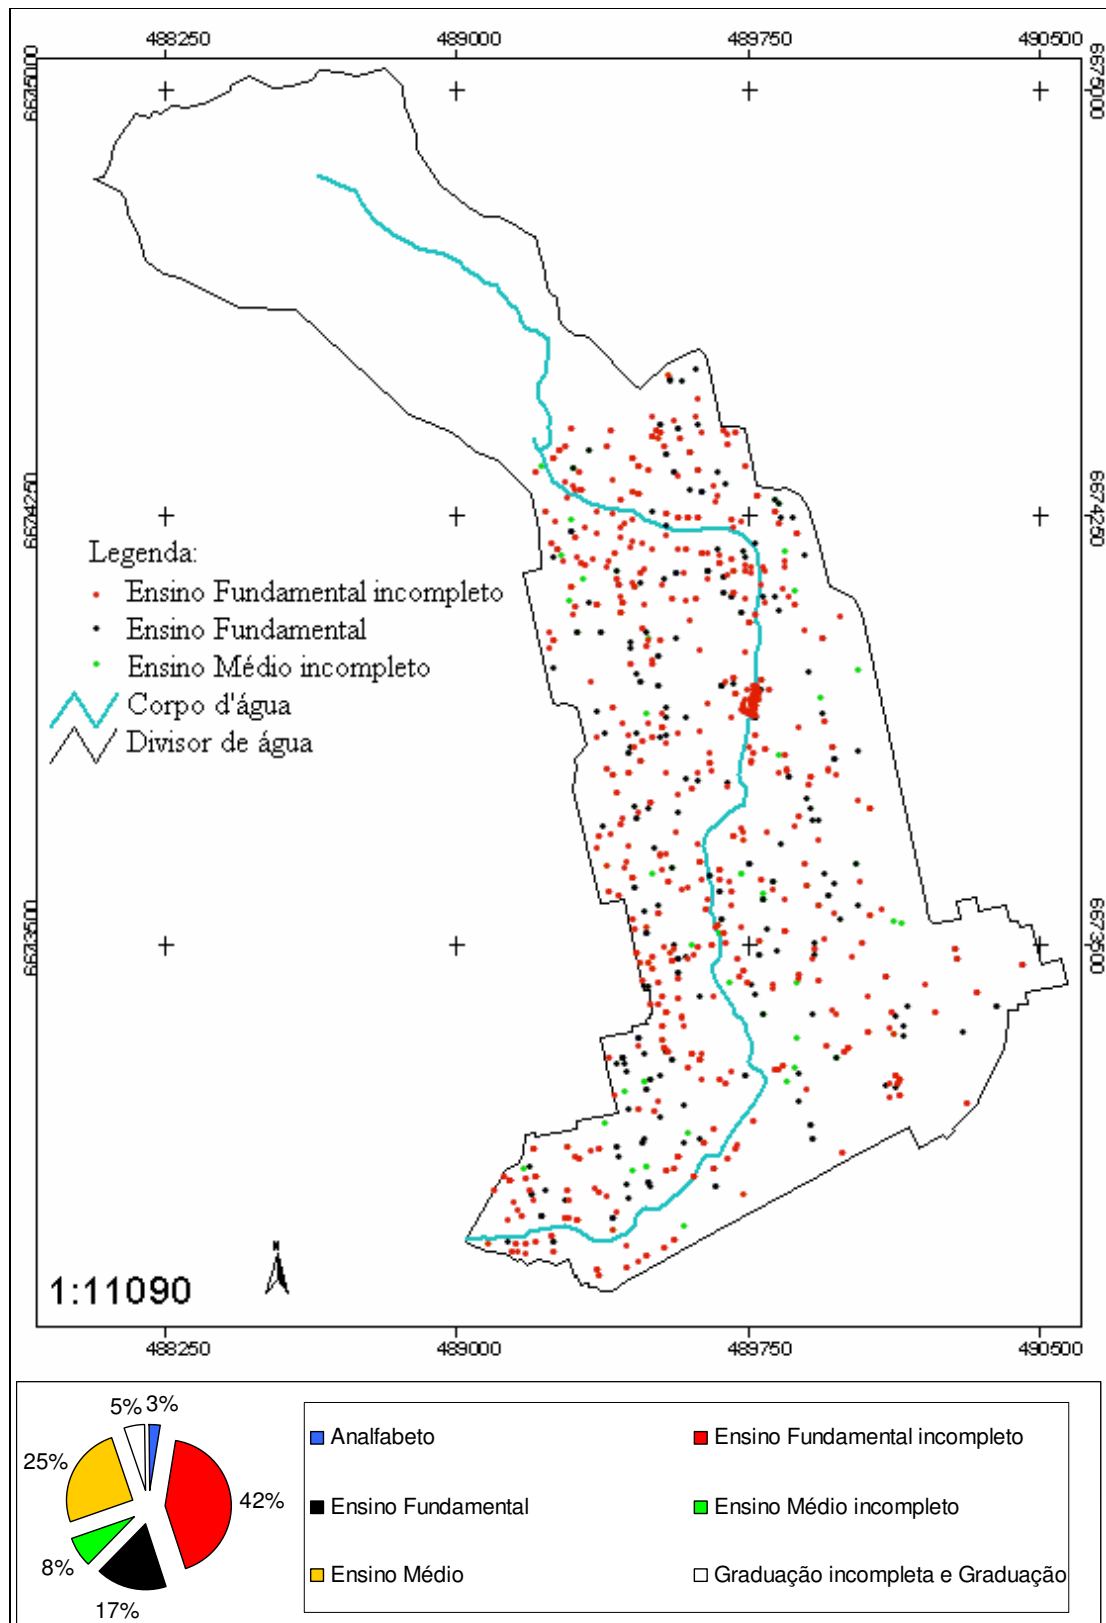 488250 489000 489750 490500
6675000 6675000
6674250 6674250
Legenda:
Ensino Fundamental incompleto
Ensino Fundamental
Ensino Médio incompleto
Corpo d'água
Divisor de água
6673500 6673500
N
1:11090
488250 489000 489750 490500
5% 3%
25%
42%
8%
17%
Analfabeto Ensino Fundamental incompleto
Ensino Fundamental Ensino Médio incompleto
Ensino Médio Graduação incompleta e Graduação